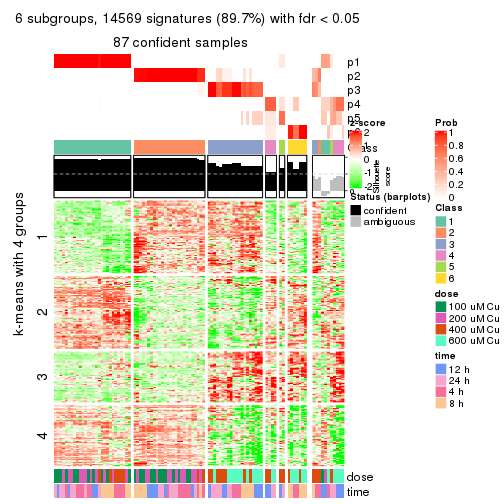 6 subgroups, 14569 signatures (89.7%) with fdr < 0.05
87 confident samples
p1
p2
p3
p4
p5
z-score
2
1
0
-1
-2
Silhouette
score
Status (barplots)
confident
ambiguous
Prob
1
0.8
0.6
0.4
0.2
0
Class
1
2
3
4
5
6
dose
100 uM Cu
200 uM Cu
400 uM Cu
600 uM Cu
time
12 h
24 h
4 h
8 h
k-means with 4 groups
1
2
3
4
dose
time